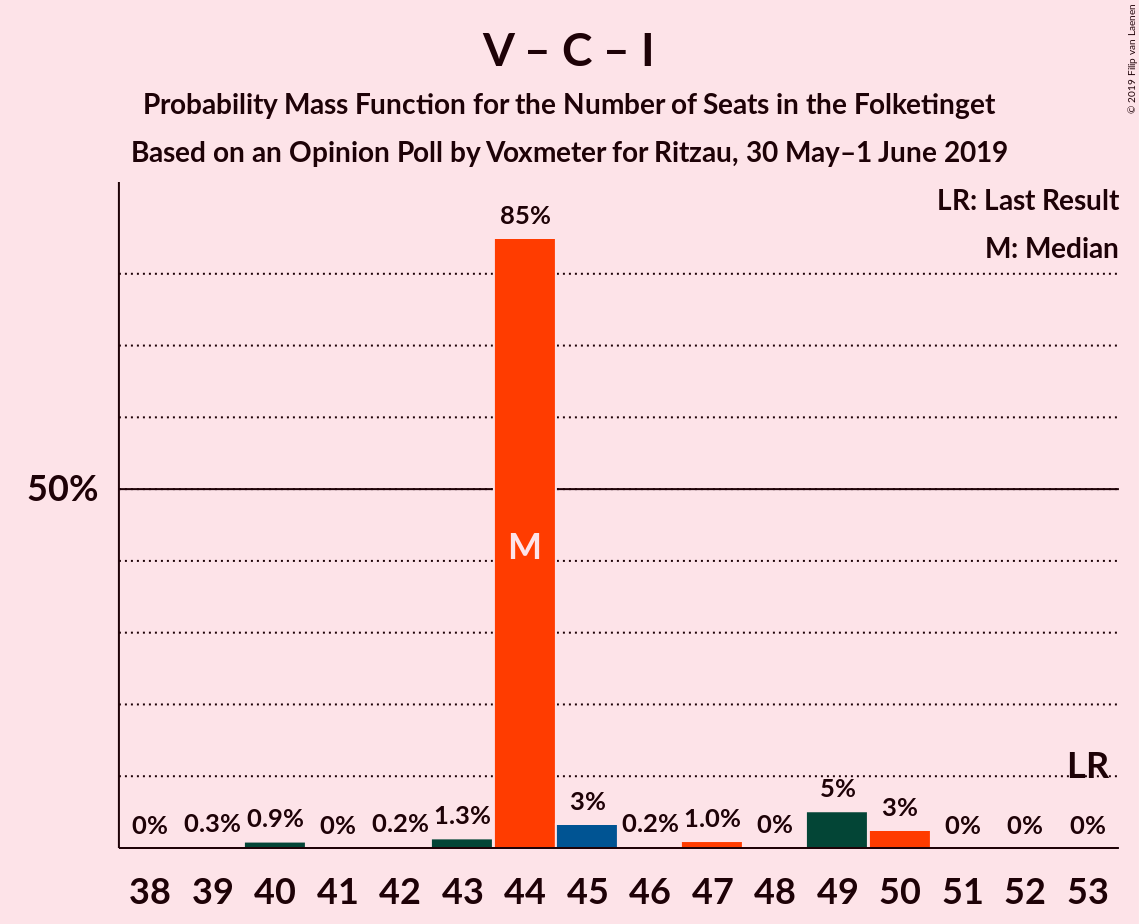 V – C – I
Probability Mass Function for the Number of Seats in the Folketinget
Based on an Opinion Poll by Voxmeter for Ritzau, 30 May–1 June 2019
© 2019 Filip van Laenen
LR: Last Result
M: Median
85%
50%
M
LR
0% 0.3% 0.9% 0% 0.2% 1.3% 3% 0.2% 1.0% 0% 5% 3% 0% 0% 0%
38 39 40 41 42 43 44 45 46 47 48 49 50 51 52 53